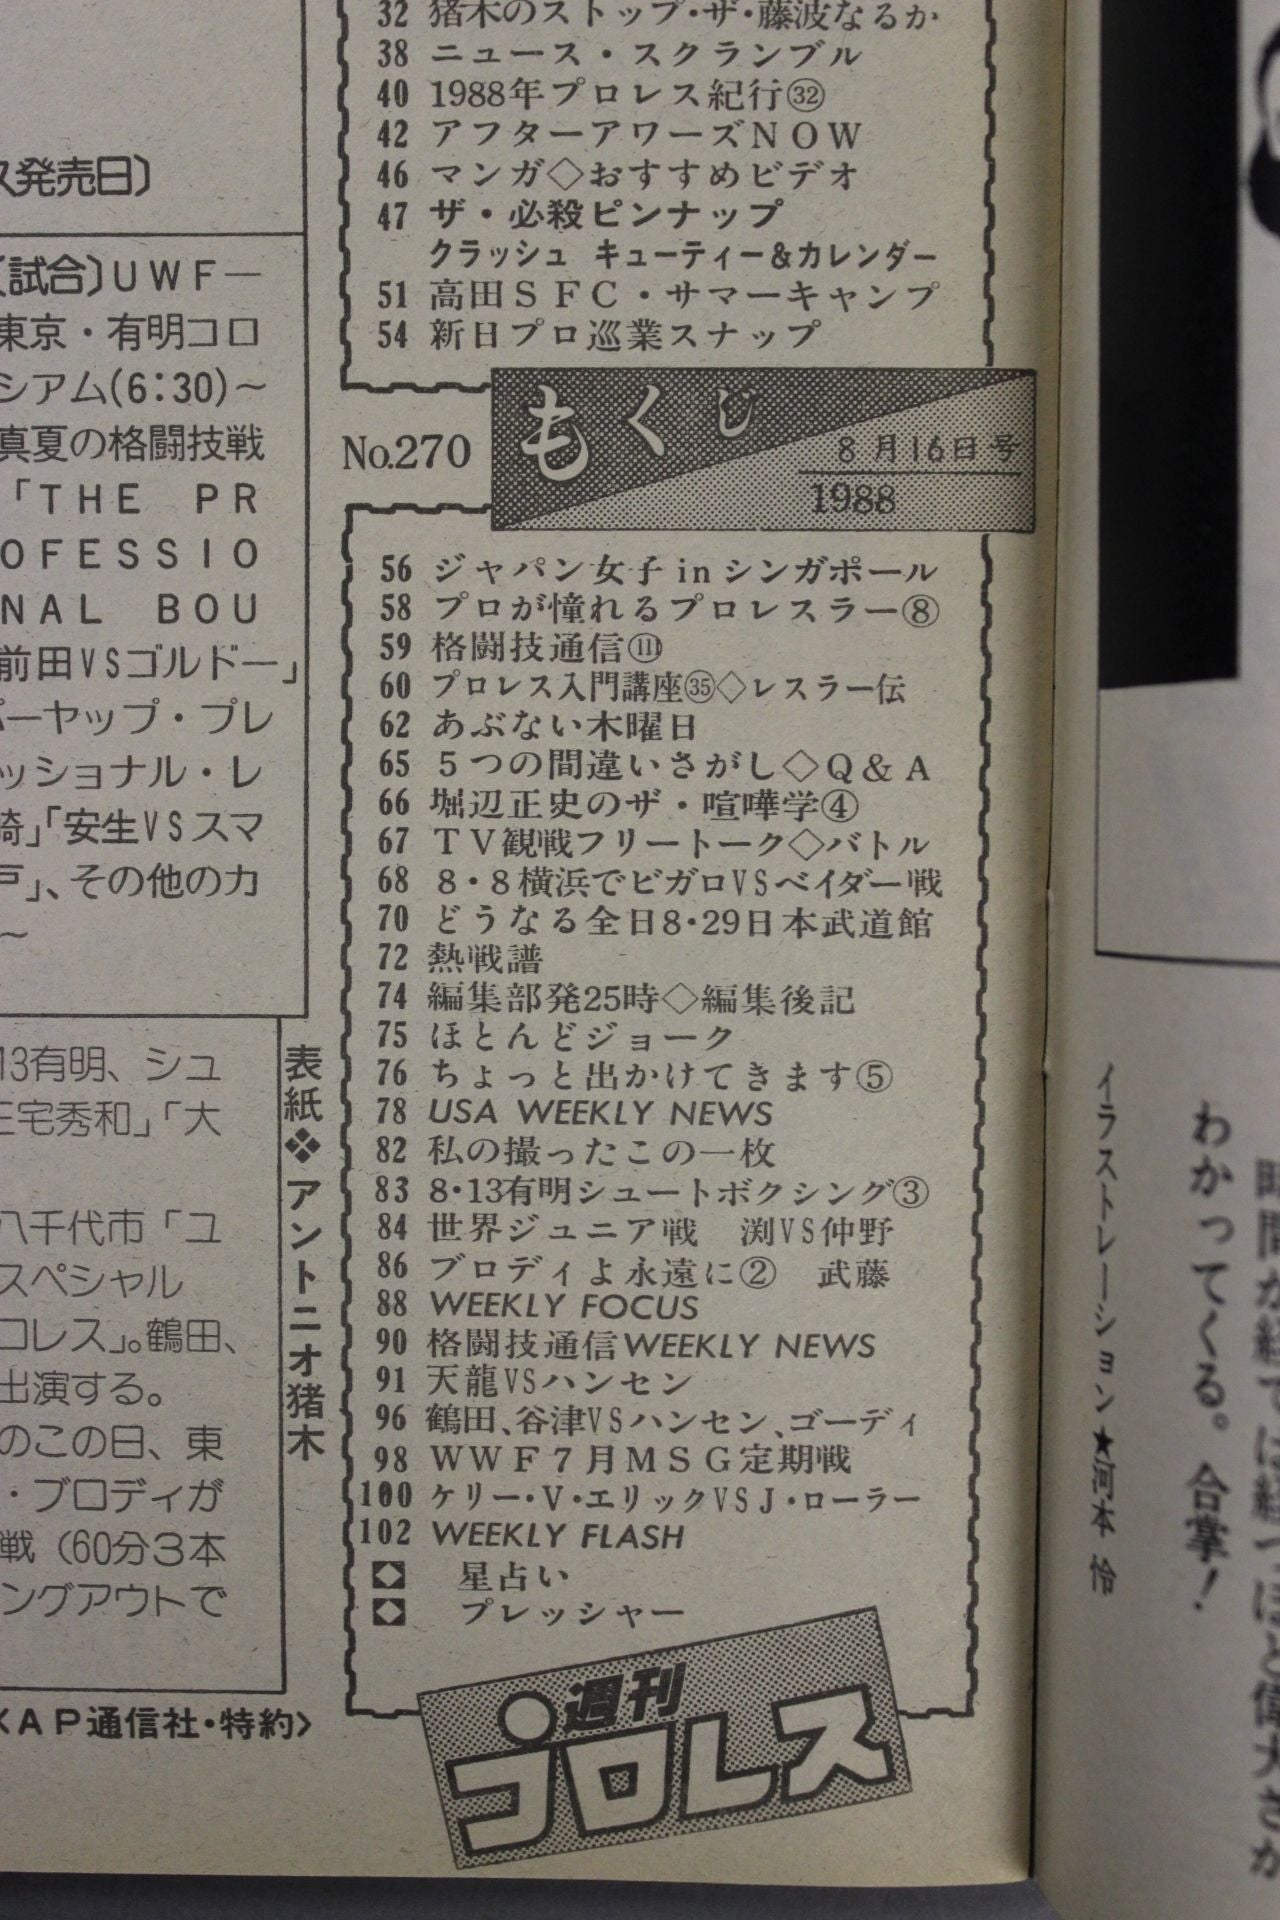 32 猪木のストップ・ザ・藤波なるか
38 ニュース・スクランブル
40 1988年プロレス紀行㉜
42 アフターアワーズNOW
46 マンガ◇おすすめビデオ
47 ザ・必殺ピンナップ
クラッシュ キューティー&カレンダー
51 高田SFC・サマーキャンプ
54 新日プロ巡業スナップ
No.270
もくじ
8月16日号
1988
56 ジャパン女子inシンガポール
58 プロが憧れるプロレスラー⑧
59 格闘技通信⑪
60 プロレス入門講座㉟◇レスラー伝
62 あぶない木曜日
65 5つの間違いさがし◇Q&A
66 堀辺正史のザ・喧嘩学④
67 TV観戦フリートーク◇バトル
68 8・8横浜でビガロVSベイダー戦
70 どうなる全日8・29日本武道館
72 熱戦譜
74 編集部発25時◇編集後記
75 ほとんどジョーク
76 ちょっと出かけてきます⑤
78 USA WEEKLY NEWS
82 私の撮ったこの一枚
83 8・13有明シュートボクシング③
84 世界ジュニア戦 渕VS仲野
86 ブロディよ永遠に② 武藤
88 WEEKLY FOCUS
90 格闘技通信WEEKLY NEWS
91 天龍VSハンセン
96 鶴田、谷津VSハンセン、ゴーディ
98 WWF7月MSG定期戦
100 ケリー・V・エリックVSJ・ローラー
102 WEEKLY FLASH
◇ 星占い
◇ プレッシャー
週刊
プロレス
表紙❖アントニオ猪木
ス発売日〕
〔試合〕UWF―
東京・有明コロ
シアム(6:30)〜
真夏の格闘技戦
「THE PR
OFESSIO
NAL BOU
前田VSゴルドー」
パーヤップ・プレ
ッショナル・レ
崎」「安生VSスマ
戸」、その他のカ
〜
13有明、シュ
三宅秀和」「大
八千代市「ユ
スペシャル
コレス」。鶴田、
出演する。
のこの日、東
・ブロディが
戦（60分3本
ングアウトで
〈AP通信社・特約〉
時間が経てば経つほど偉大さが
わかってくる。合掌！
イラストレーション★河本 怜